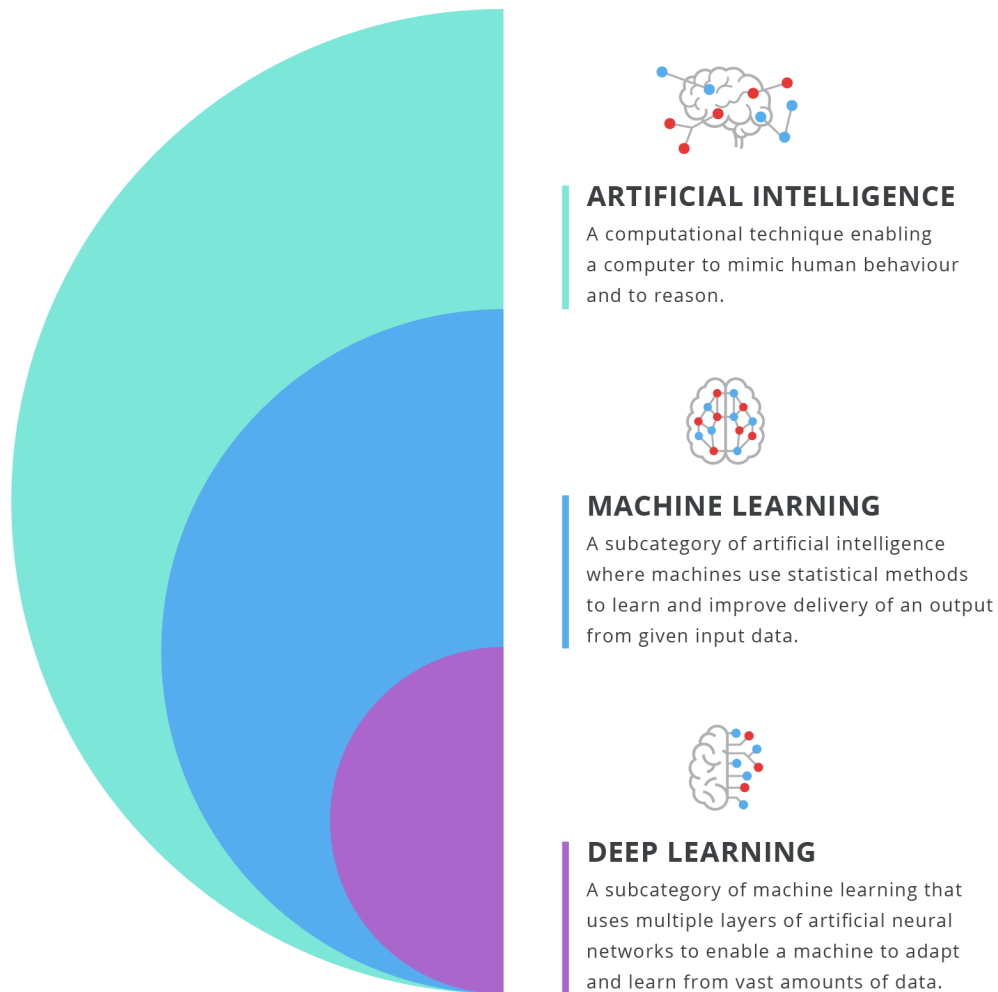 ARTIFICIAL INTELLIGENCE
A computational technique enabling
a computer to mimic human behaviour
and to reason.
MACHINE LEARNING
A subcategory of artificial intelligence
where machines use statistical methods
to learn and improve delivery of an output
from given input data.
DEEP LEARNING
A subcategory of machine learning that
uses multiple layers of artificial neural
networks to enable a machine to adapt
and learn from vast amounts of data.